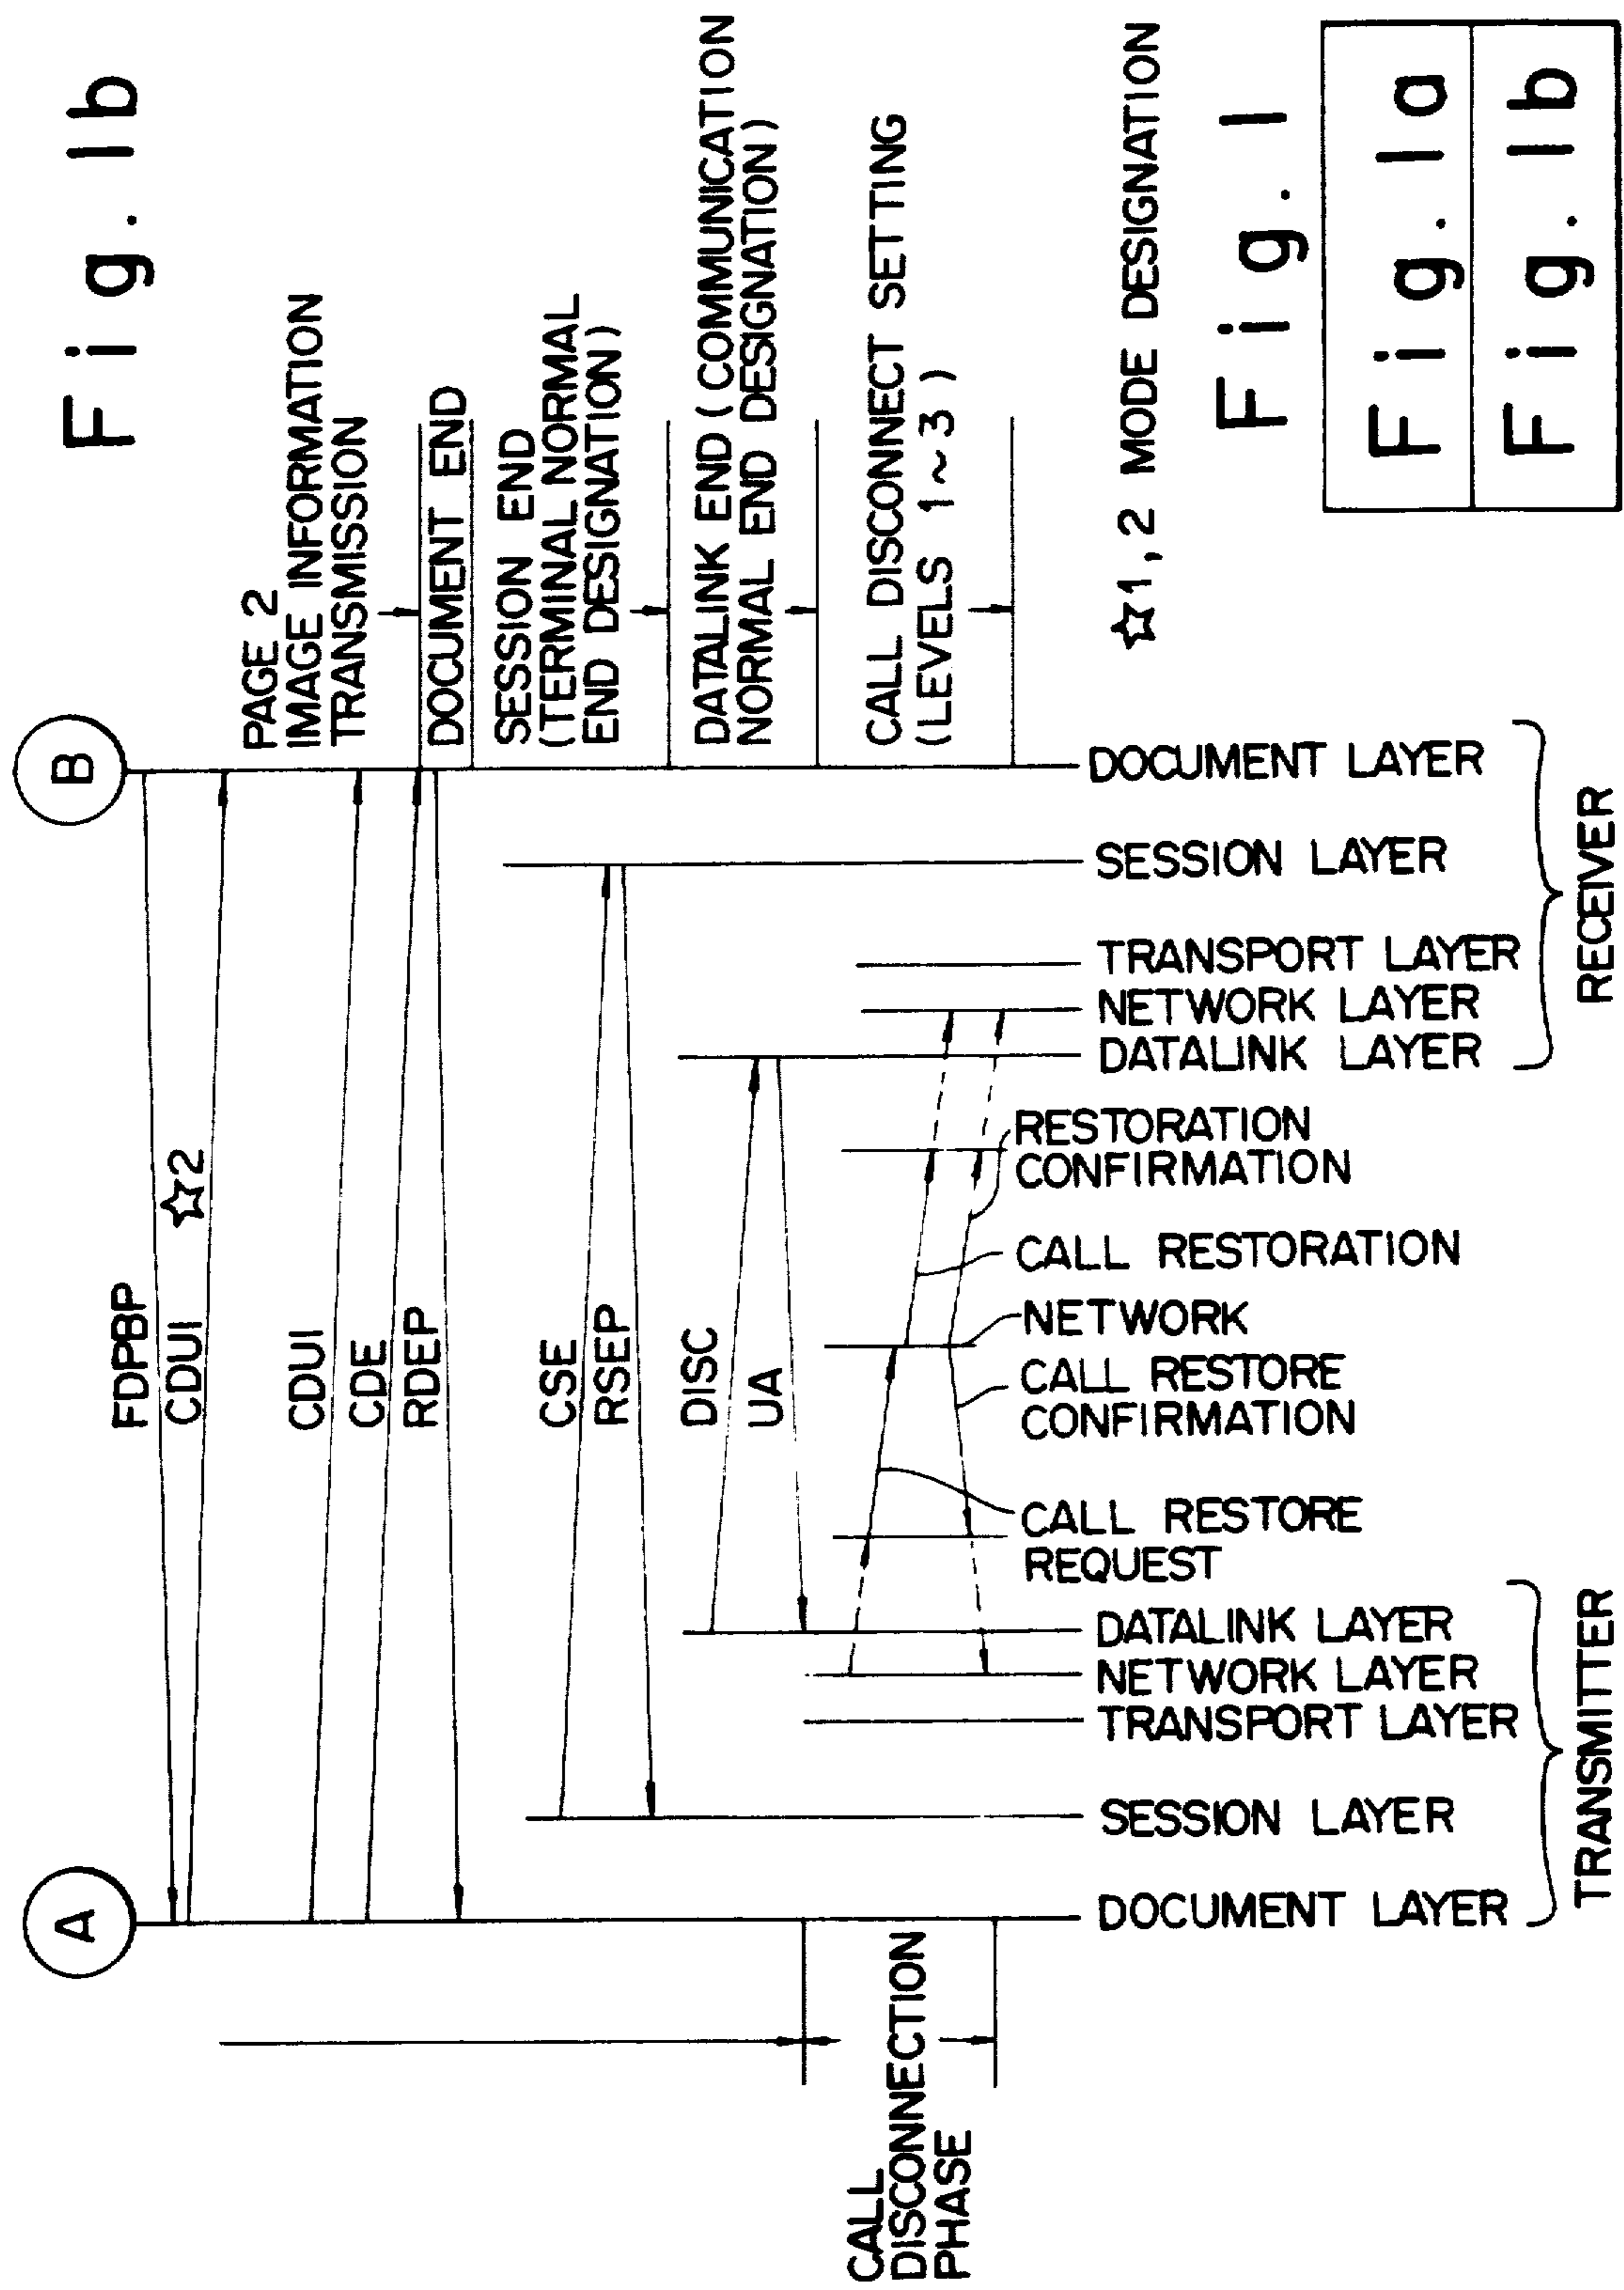 Fig. 1b
A
B
FDPBP
CDUI ☆2
CDUI
CDE
RDEP
CSE
RSEP
DISC
UA
PAGE 2
IMAGE INFORMATION
TRANSMISSION
DOCUMENT END
SESSION END
(TERMINAL NORMAL
END DESIGNATION)
DATALINK END (COMMUNICATION
NORMAL END DESIGNATION)
CALL DISCONNECT SETTING
(LEVELS 1~3)
CALL
DISCONNECTION
PHASE
DOCUMENT LAYER
SESSION LAYER
TRANSPORT LAYER
NETWORK LAYER
DATALINK LAYER
TRANSMITTER
CALL RESTORE
REQUEST
CALL RESTORE
CONFIRMATION
NETWORK
CALL RESTORATION
RESTORATION
CONFIRMATION
DATALINK LAYER
NETWORK LAYER
TRANSPORT LAYER
SESSION LAYER
DOCUMENT LAYER
RECEIVER
☆1,2 MODE DESIGNATION
Fig. 1
Fig. 1a
Fig. 1b